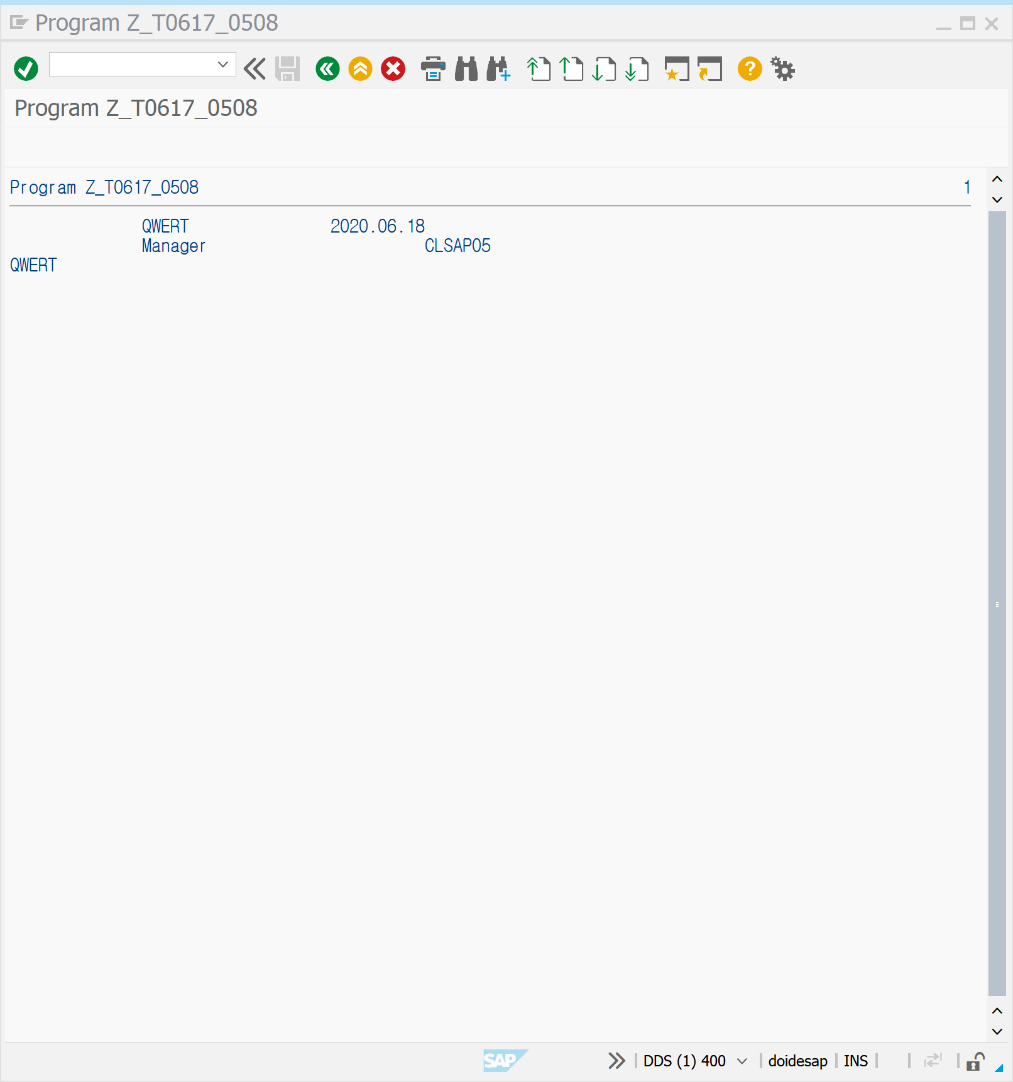 Program Z_T0617_0508
Program Z_T0617_0508
Program Z_T0617_0508 1
QWERT 2020.06.18
Manager CLSAP05
QWERT
SAP DDS (1) 400 doidesap INS